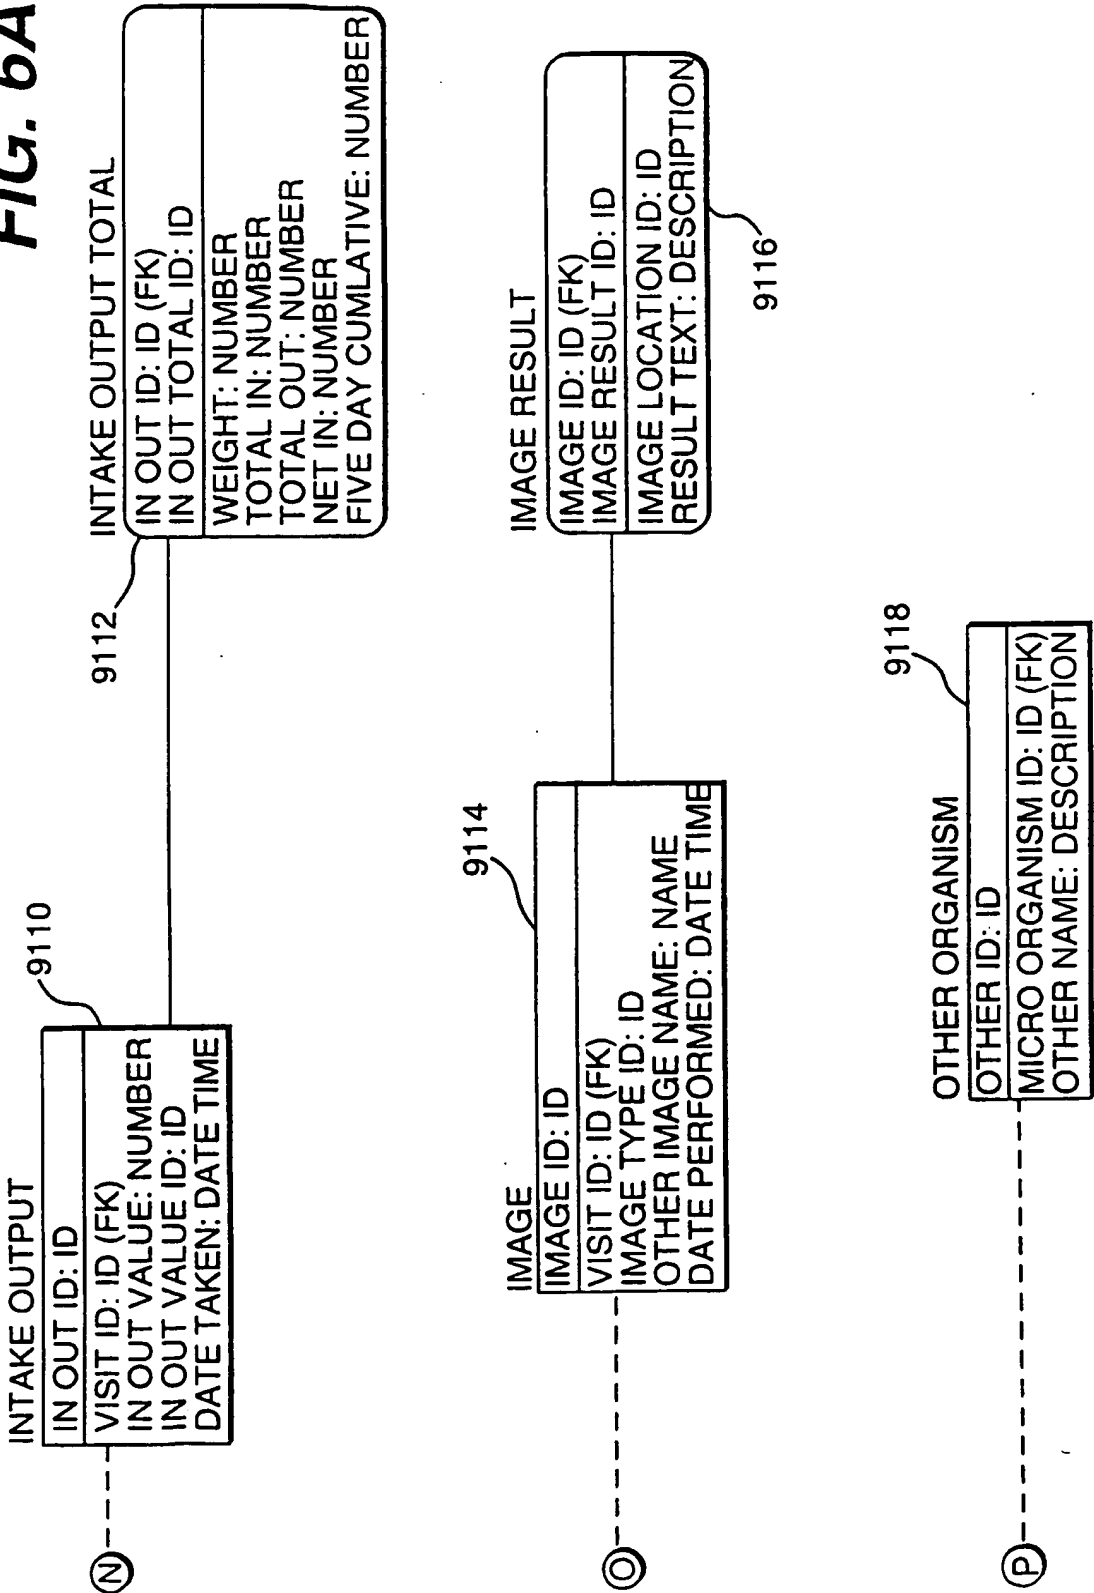 FIG. 6A
INTAKE OUTPUT
IN OUT ID: ID
VISIT ID: ID (FK)
IN OUT VALUE: NUMBER
IN OUT VALUE ID: ID
DATE TAKEN: DATE TIME
9110
N
INTAKE OUTPUT TOTAL
IN OUT ID: ID (FK)
IN OUT TOTAL ID: ID
WEIGHT: NUMBER
TOTAL IN: NUMBER
TOTAL OUT: NUMBER
NET IN: NUMBER
FIVE DAY CUMLATIVE: NUMBER
9112
IMAGE
IMAGE ID: ID
VISIT ID: ID (FK)
IMAGE TYPE ID: ID
OTHER IMAGE NAME: NAME
DATE PERFORMED: DATE TIME
9114
O
IMAGE RESULT
IMAGE ID: ID (FK)
IMAGE RESULT ID: ID
IMAGE LOCATION ID: ID
RESULT TEXT: DESCRIPTION
9116
OTHER ORGANISM
OTHER ID: ID
MICRO ORGANISM ID: ID (FK)
OTHER NAME: DESCRIPTION
9118
P